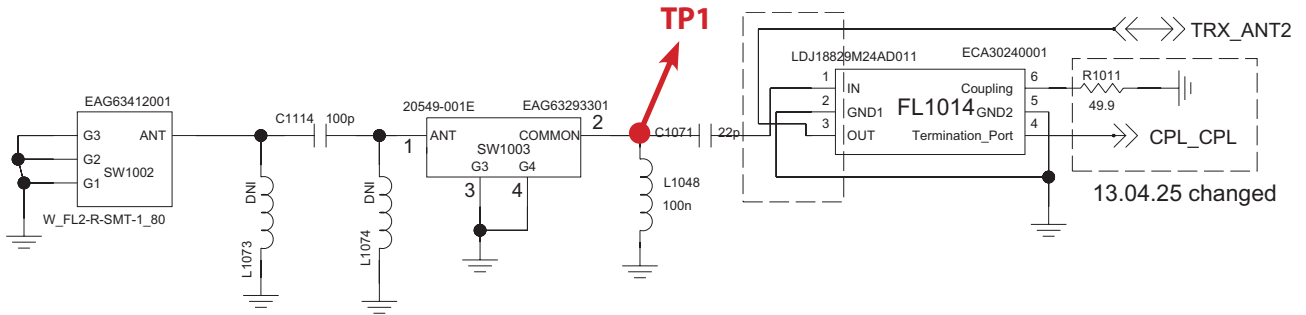 TP1
TRX_ANT2
LDJ18829M24AD011 ECA30240001
1 IN Coupling 6 R1011
2 GND1 FL1014 GND2 5 49.9
3 OUT Termination_Port 4 CPL_CPL
13.04.25 changed
EAG63412001
G3 ANT
G2
SW1002
G1
W_FL2-R-SMT-1_80
C1114 100p
DNI
L1073
DNI
L1074
20549-001E EAG63293301
1 ANT COMMON 2
SW1003
G3 G4
3 4
C1071 22p
L1048
100n